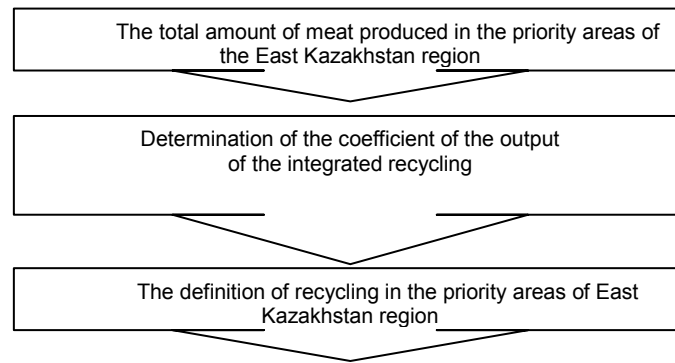 The total amount of meat produced in the priority areas of
the East Kazakhstan region
Determination of the coefficient of the output
of the integrated recycling
The definition of recycling in the priority areas of East
Kazakhstan region